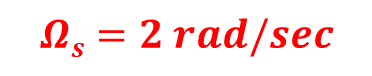 Ωₛ = 2 rad/sec